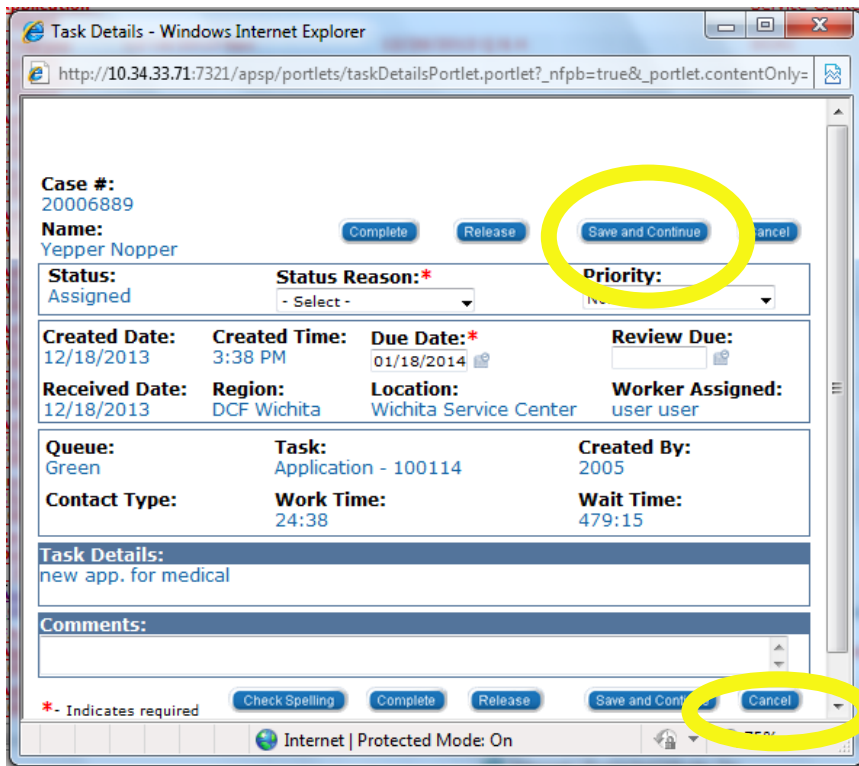 Task Details - Windows Internet Explorer
http://10.34.33.71:7321/apsp/portlets/taskDetailsPortlet.portlet?_nfpb=true&_portlet.contentOnly=
Case #:
20006889
Name: Complete Release Save and Continue Cancel
Yepper Nopper
Status: Status Reason:* Priority:
Assigned - Select -
Created Date: Created Time: Due Date:* Review Due:
12/18/2013 3:38 PM 01/18/2014
Received Date: Region: Location: Worker Assigned:
12/18/2013 DCF Wichita Wichita Service Center user user
Queue: Task: Created By:
Green Application - 100114 2005
Contact Type: Work Time: Wait Time:
24:38 479:15
Task Details:
new app. for medical
Comments:
*- Indicates required Check Spelling Complete Release Save and Continue Cancel
Internet | Protected Mode: On 75%